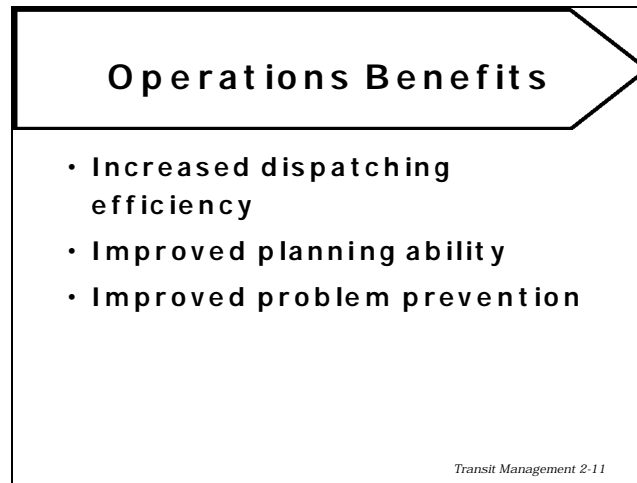 Operations Benefits
• Increased dispatching
efficiency
• Improved planning ability
• Improved problem prevention
Transit Management 2-11